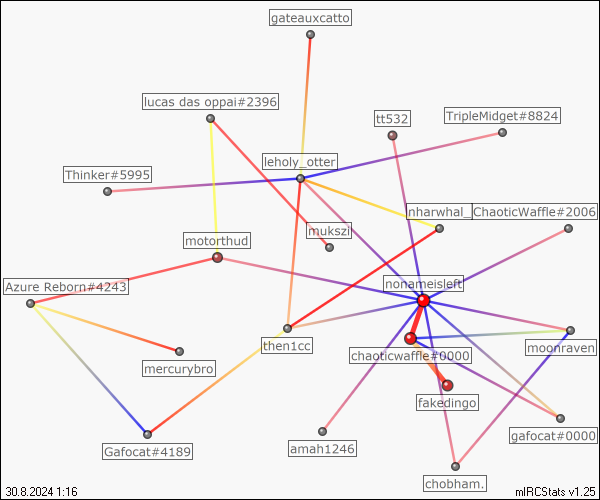 gateauxcatto
lucas das oppai#2396
tt532
TripleMidget#8824
leholy_otter
Thinker#5995
nharwhal_
ChaoticWaffle#2006
mukszi
motorthud
nonameisleft
Azure Reborn#4243
then1cc
chaoticwaffle#0000
moonraven
mercurybro
fakedingo
gafocat#0000
Gafocat#4189
amah1246
chobham.
30.8.2024 1:16
mIRCStats v1.25